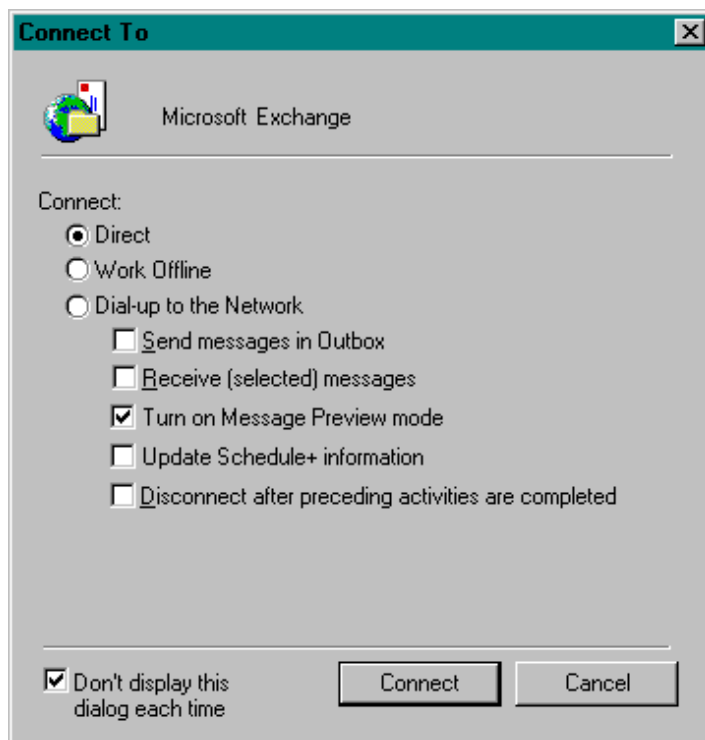 Connect To
Microsoft Exchange
Connect:
Direct
Work Offline
Dial-up to the Network
Send messages in Outbox
Receive (selected) messages
Turn on Message Preview mode
Update Schedule+ information
Disconnect after preceding activities are completed
Don't display this
dialog each time
Connect
Cancel